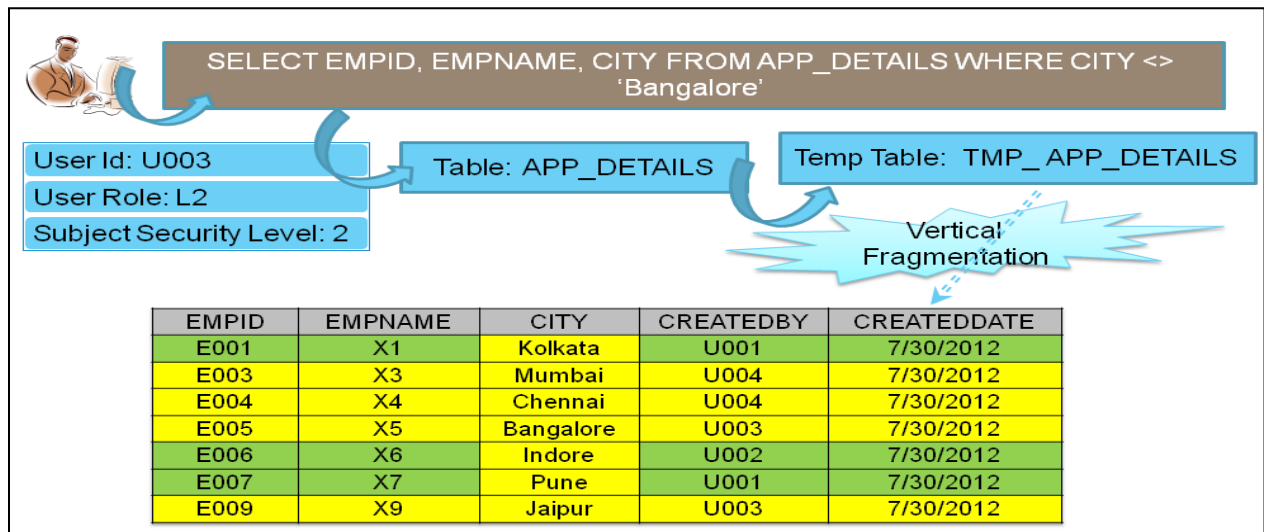 SELECT EMPID, EMPNAME, CITY FROM APP_DETAILS WHERE CITY <>
‘Bangalore’
User Id: U003
User Role: L2
Subject Security Level: 2
Table: APP_DETAILS
Temp Table: TMP_ APP_DETAILS
Vertical
Fragmentation
EMPID EMPNAME CITY CREATEDBY CREATEDDATE
E001 X1 Kolkata U001 7/30/2012
E003 X3 Mumbai U004 7/30/2012
E004 X4 Chennai U004 7/30/2012
E005 X5 Bangalore U003 7/30/2012
E006 X6 Indore U002 7/30/2012
E007 X7 Pune U001 7/30/2012
E009 X9 Jaipur U003 7/30/2012